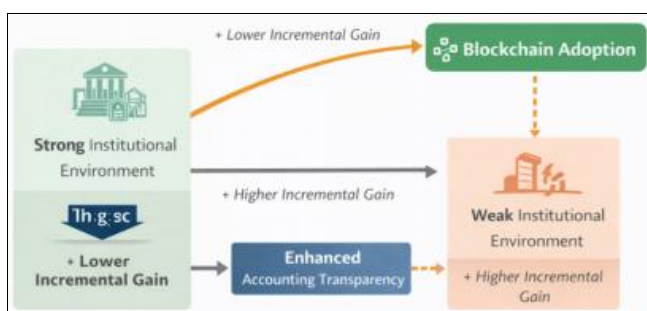 + Lower Incremental Gain
Blockchain Adoption
Strong Institutional
Environment
+ Higher Incremental Gain
Weak Institutional
Environment
+ Lower
Incremental Gain
Enhanced
Accounting Transparency
+ Higher Incremental
Gain